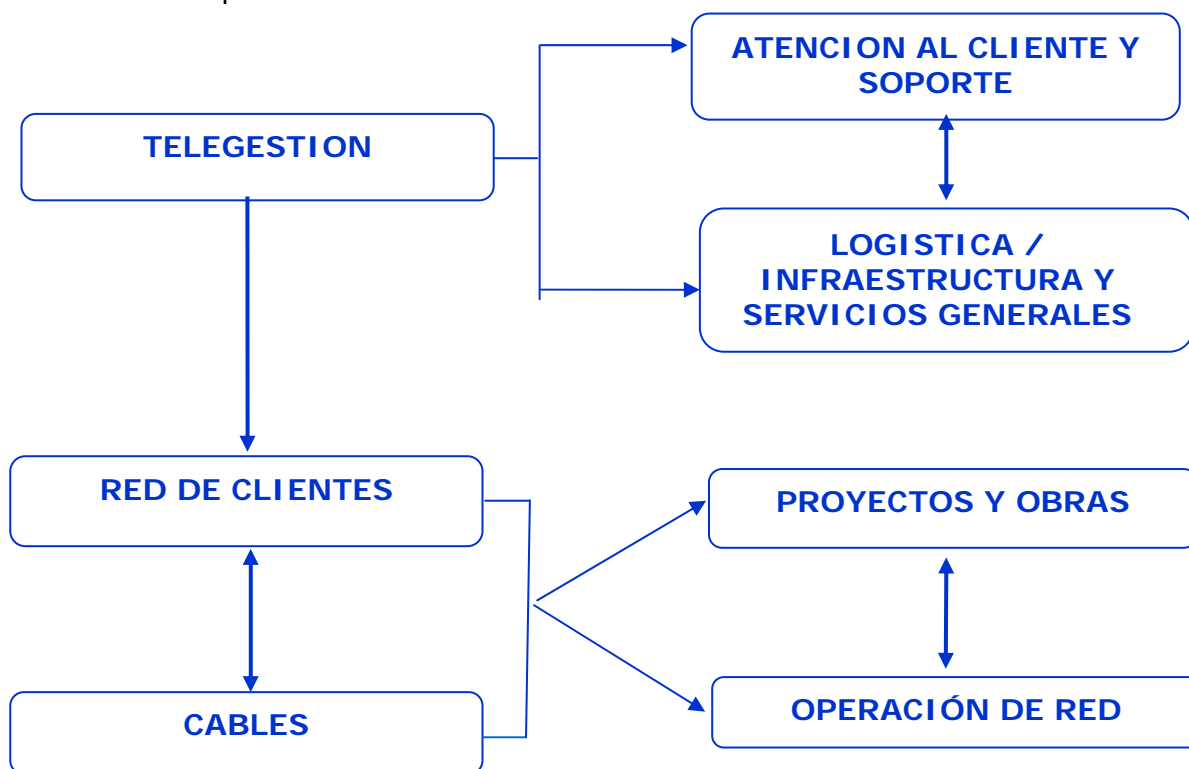 ATENCION AL CLIENTE Y
SOPORTE
TELEGESTION
LOGISTICA /
INFRAESTRUCTURA Y
SERVICIOS GENERALES
RED DE CLIENTES
PROYECTOS Y OBRAS
CABLES
OPERACIÓN DE RED